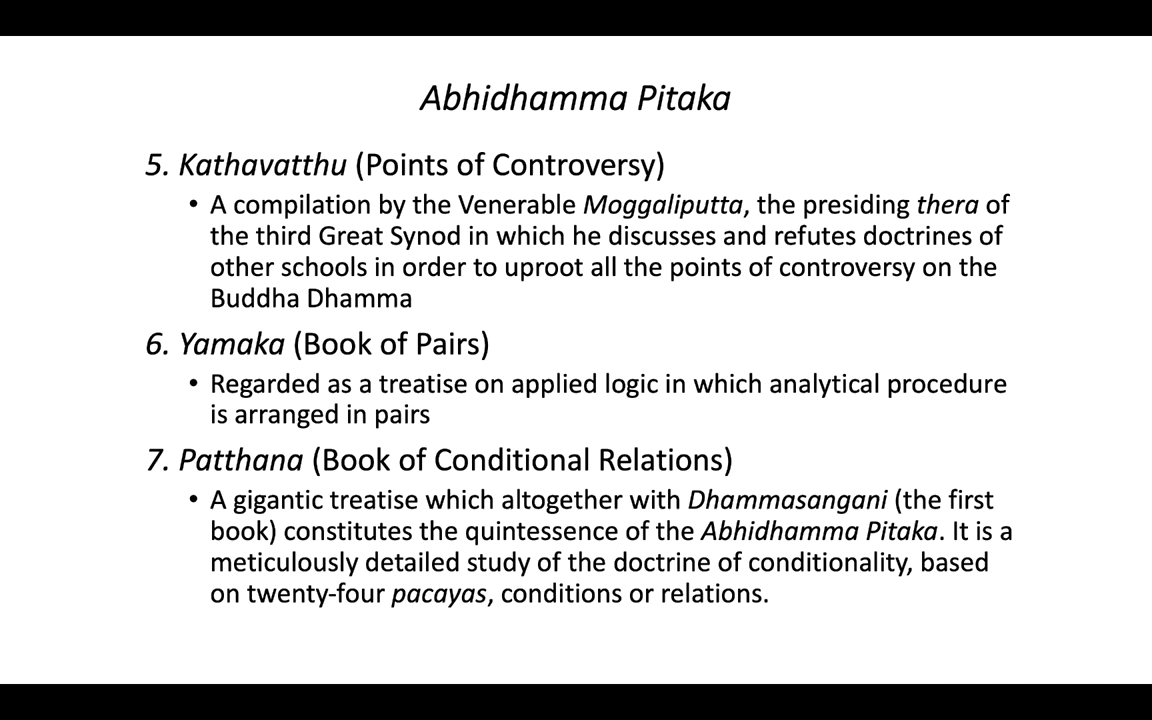 Abhidhamma Pitaka
5. Kathavatthu (Points of Controversy)
• A compilation by the Venerable Moggaliputta, the presiding thera of
the third Great Synod in which he discusses and refutes doctrines of
other schools in order to uproot all the points of controversy on the
Buddha Dhamma
6. Yamaka (Book of Pairs)
• Regarded as a treatise on applied logic in which analytical procedure
is arranged in pairs
7. Patthana (Book of Conditional Relations)
• A gigantic treatise which altogether with Dhammasangani (the first
book) constitutes the quintessence of the Abhidhamma Pitaka. It is a
meticulously detailed study of the doctrine of conditionality, based
on twenty-four pacayas, conditions or relations.